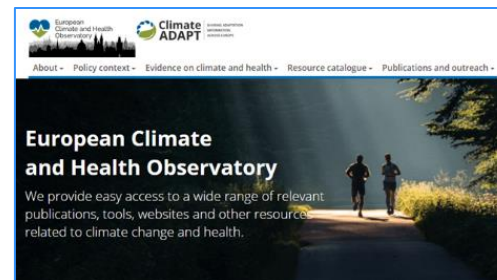 European
Climate and Health
Observatory
Climate
ADAPT
About
Policy context
Evidence on climate and health
Resource catalogue
Publications and outreach
European Climate
and Health Observatory
We provide easy access to a wide range of relevant
publications, tools, websites and other resources
related to climate change and health.